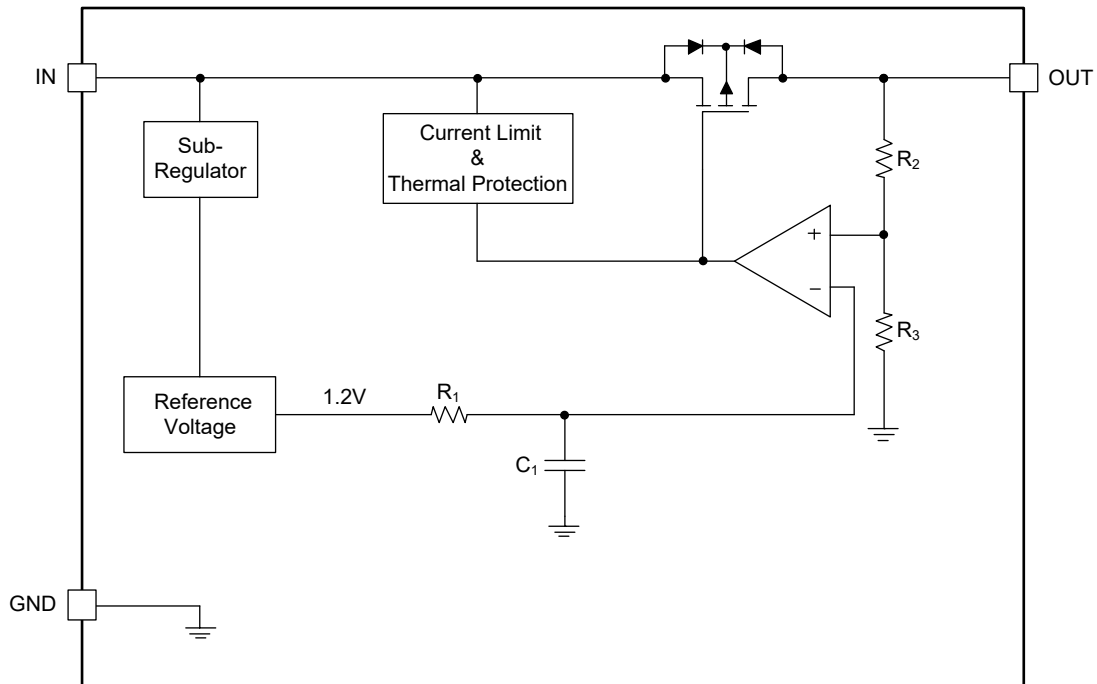 IN
OUT
Sub-
Regulator
Current Limit
&
Thermal Protection
R₂
+
−
R₃
Reference
Voltage
1.2V
R₁
C₁
GND